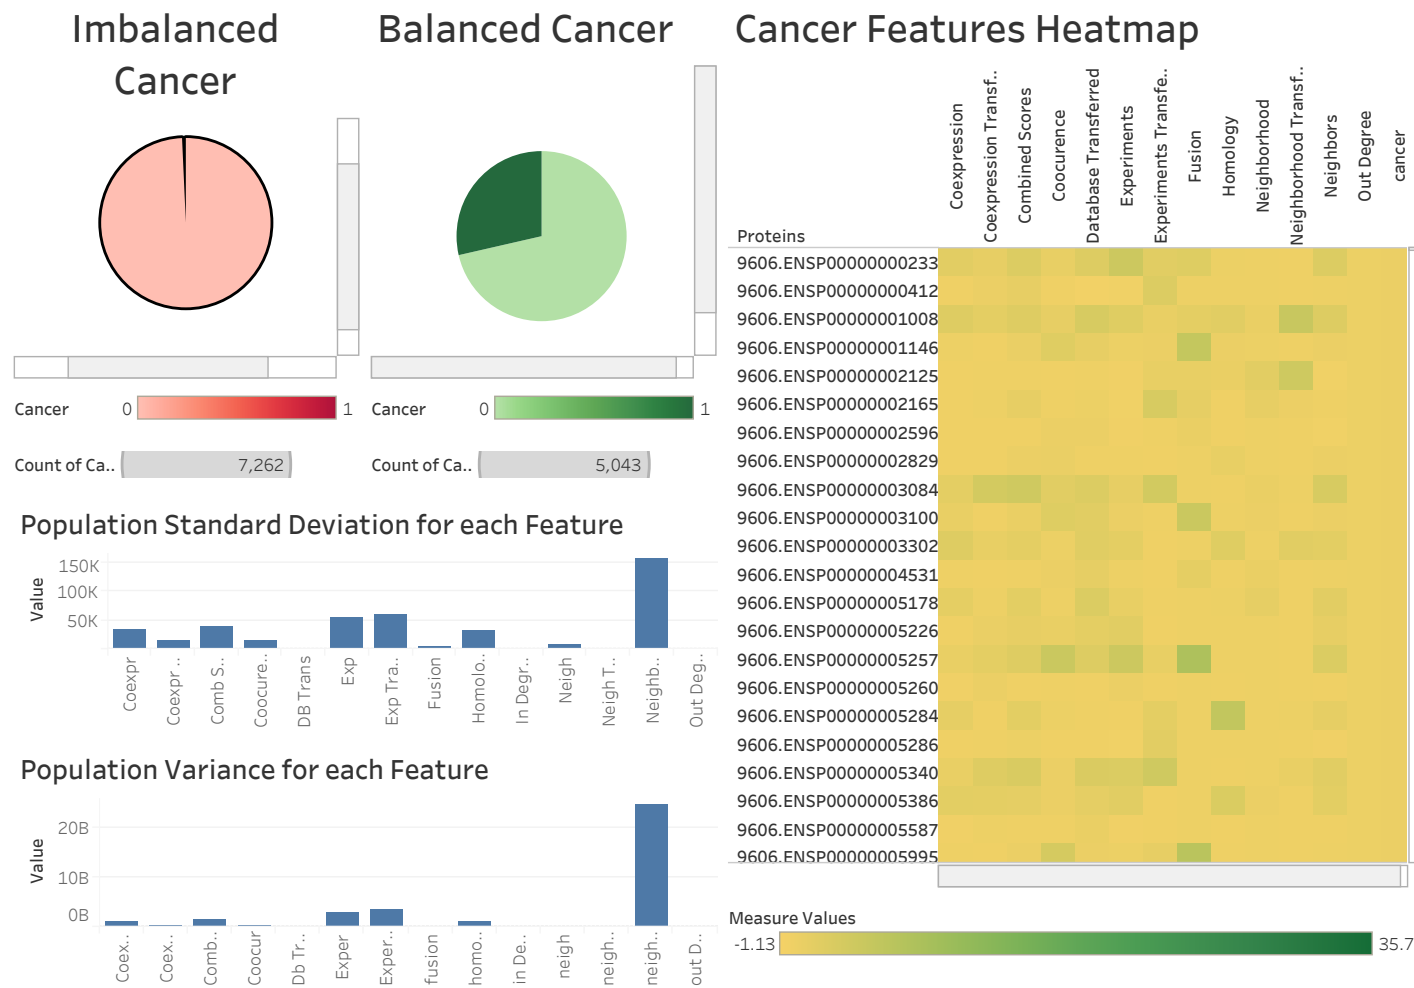 Imbalanced
Cancer
Balanced Cancer
Cancer Features Heatmap
Cancer
0
1
Count of Ca..
7,262
Cancer
0
1
Count of Ca..
5,043
Population Standard Deviation for each Feature
Value
150K
100K
50K
Coexpr
Coexpr ..
Comb S..
Coocure..
DB Trans
Exp
Exp Tra..
Fusion
Homolo..
In Degr..
Neigh
Neigh T..
Neighb..
Out Deg..
Population Variance for each Feature
Value
20B
10B
0B
Coex..
Coex..
Comb..
Coocur
Db Tr..
Exper
Exper..
fusion
homo..
in De..
neigh
neigh..
neigh..
out D..
Coexpression
Coexpression Transf..
Combined Scores
Coocurence
Database Transferred
Experiments
Experiments Transfe..
Fusion
Homology
Neighborhood
Neighborhood Transf..
Neighbors
Out Degree
cancer
Proteins
9606.ENSP00000000233
9606.ENSP00000000412
9606.ENSP00000001008
9606.ENSP00000001146
9606.ENSP00000002125
9606.ENSP00000002165
9606.ENSP00000002596
9606.ENSP00000002829
9606.ENSP00000003084
9606.ENSP00000003100
9606.ENSP00000003302
9606.ENSP00000004531
9606.ENSP00000005178
9606.ENSP00000005226
9606.ENSP00000005257
9606.ENSP00000005260
9606.ENSP00000005284
9606.ENSP00000005286
9606.ENSP00000005340
9606.ENSP00000005386
9606.ENSP00000005587
9606.ENSP00000005995
Measure Values
-1.13
35.7